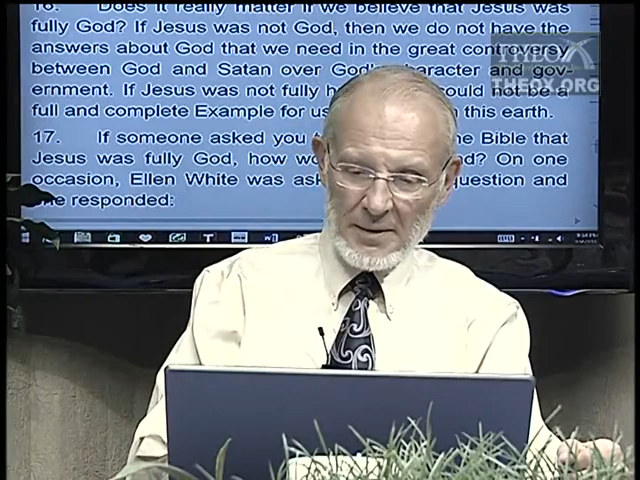 16. Does it really matter if we believe that Jesus was
fully God? If Jesus was not God, then we do not have the
answers about God that we need in the great controversy
between God and Satan over God's character and gov-
ernment. If Jesus was not fully could not be a
full and complete Example for us this earth.
17. If someone asked you the Bible that
Jesus was fully God, how wo nd? On one
occasion, Ellen White was ask question and
she responded:
THEOX
THEOX.ORG